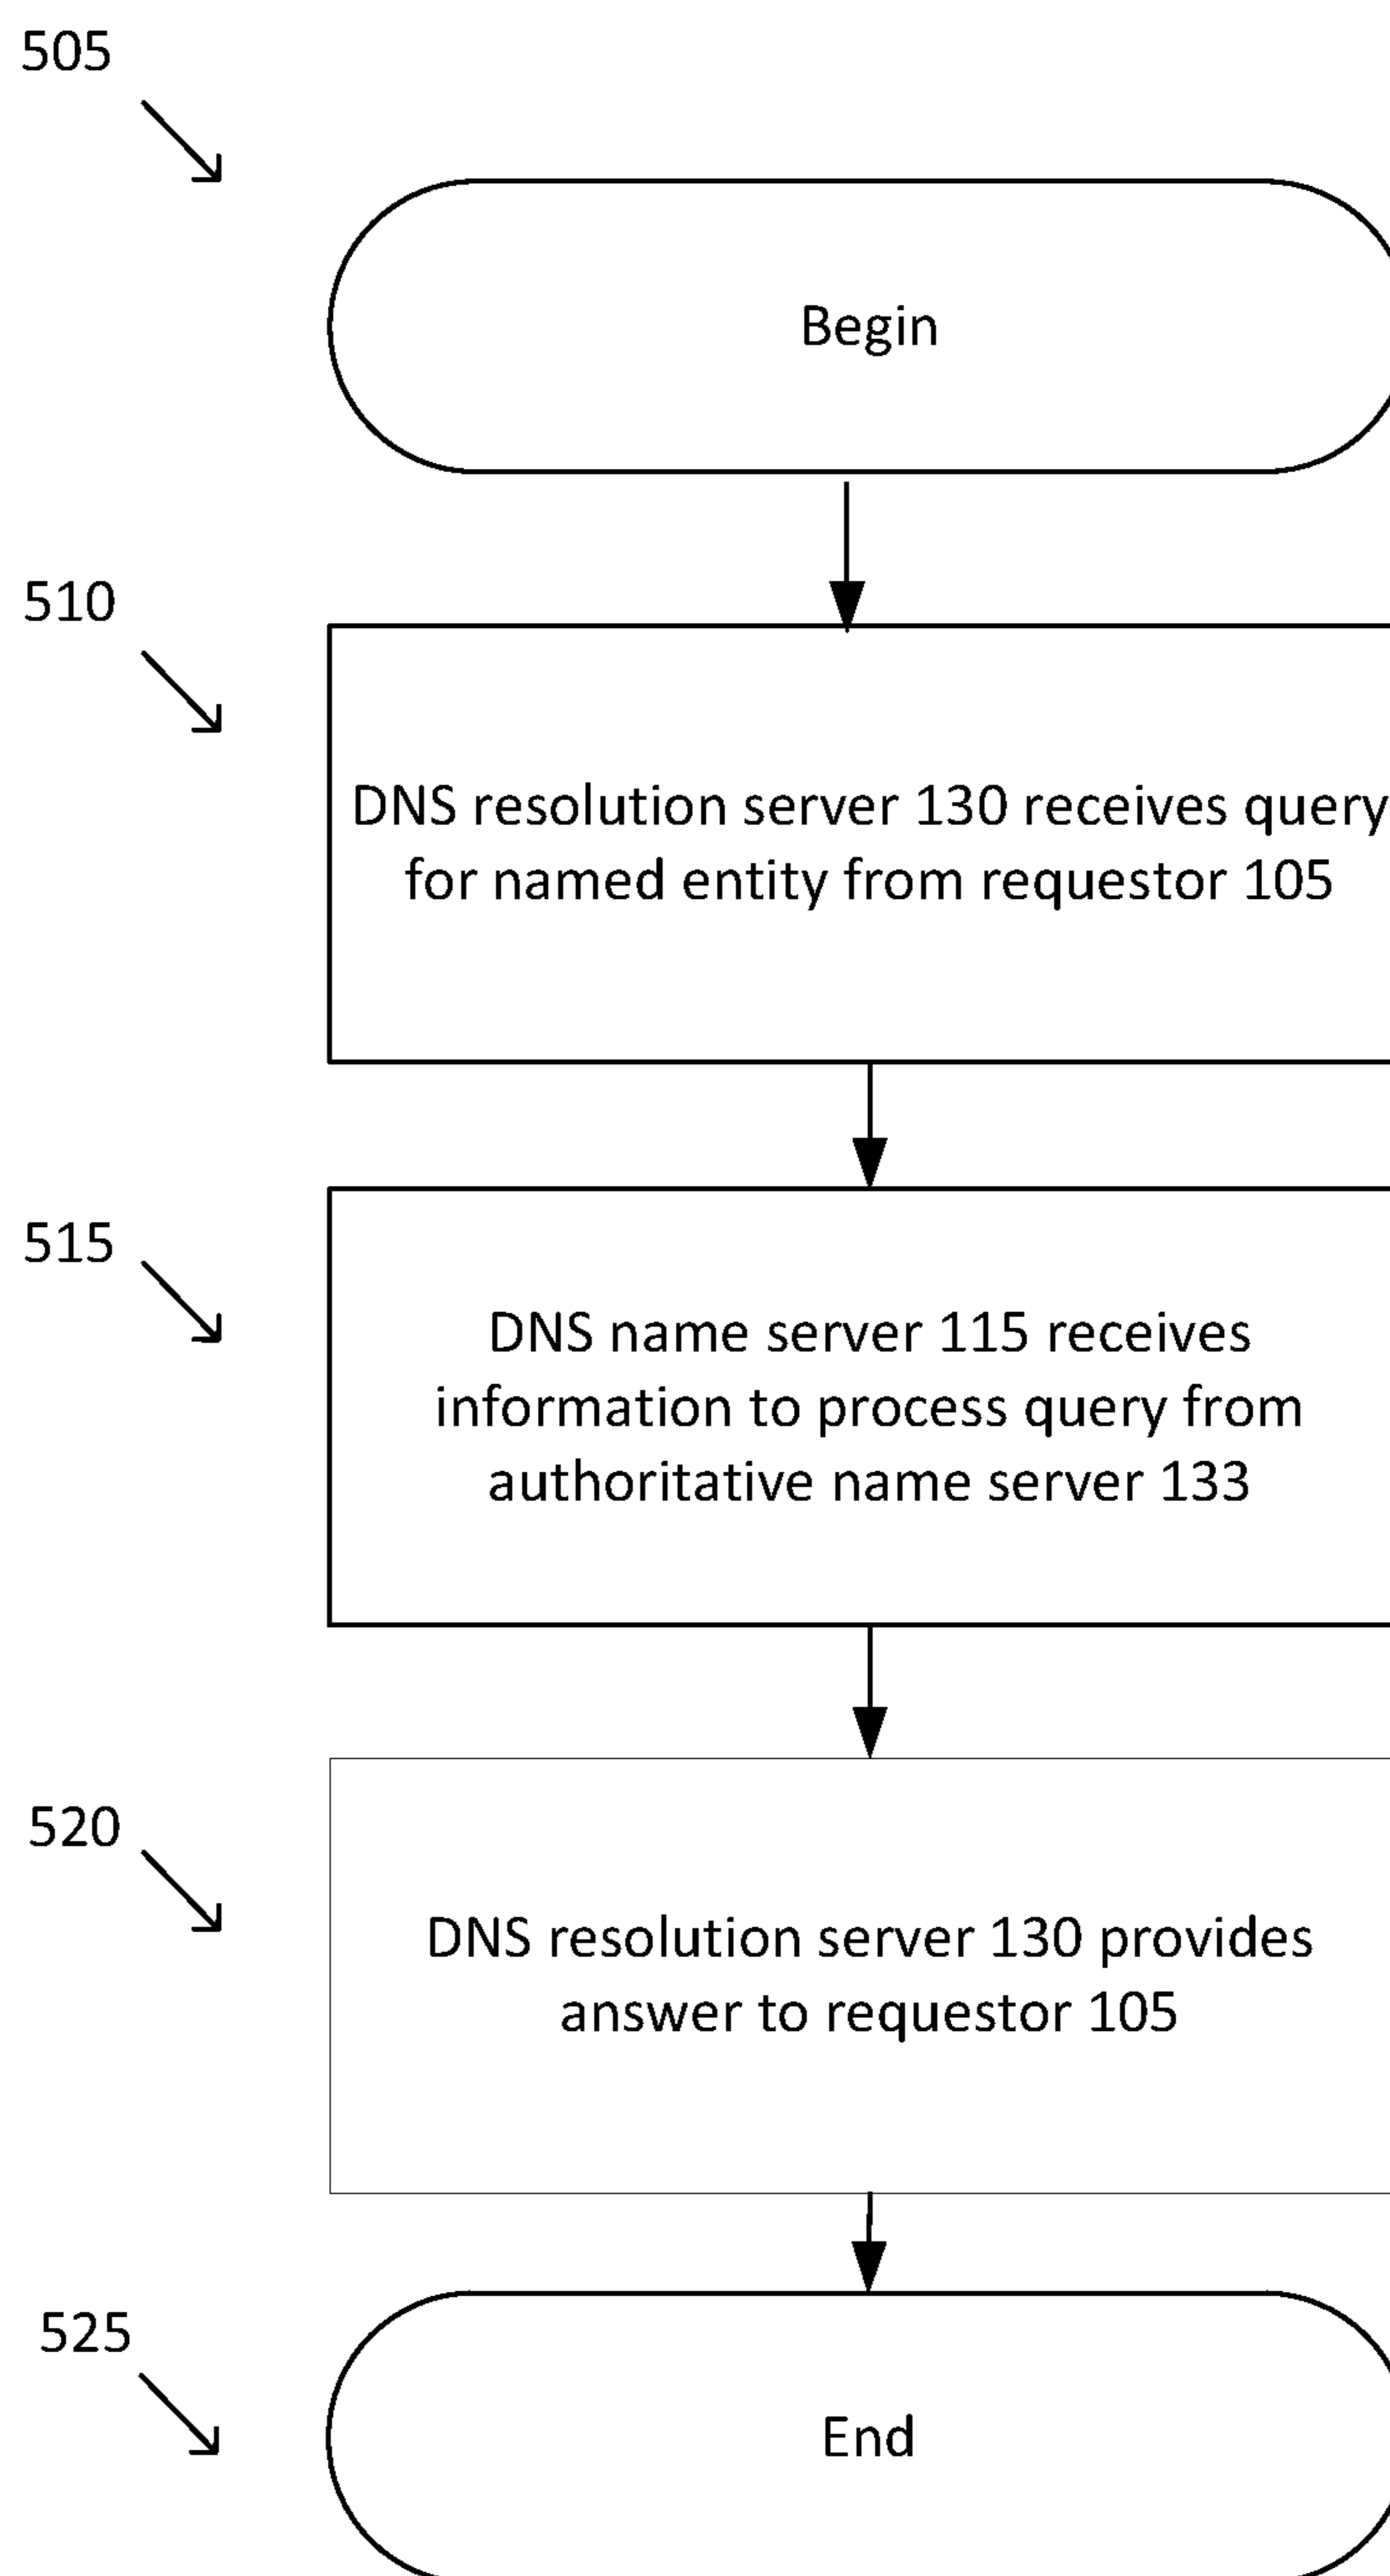 505
Begin
510
DNS resolution server 130 receives query
for named entity from requestor 105
515
DNS name server 115 receives
information to process query from
authoritative name server 133
520
DNS resolution server 130 provides
answer to requestor 105
525
End